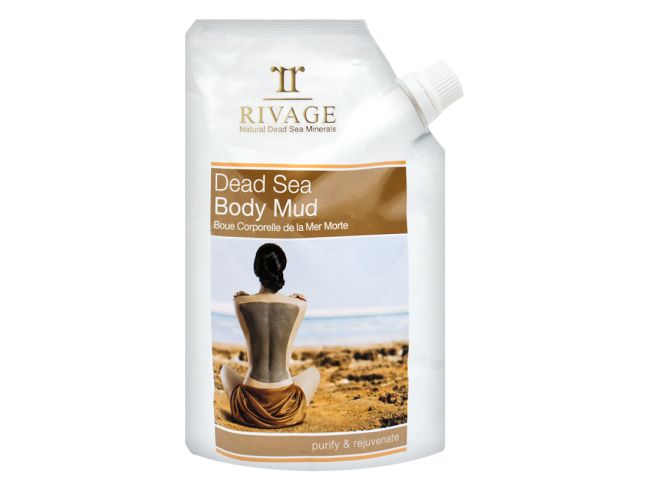 RIVAGE
Natural Dead Sea Minerals
Dead Sea
Body Mud
Boue Corporelle de la Mer Morte
purify & rejuvenate